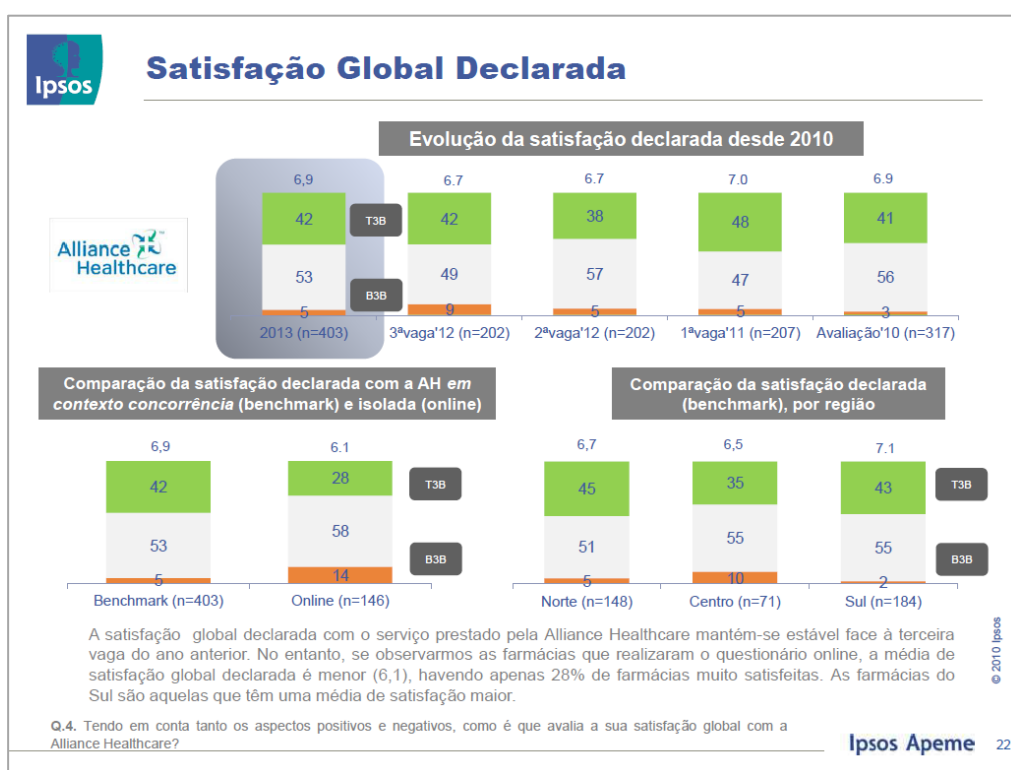 Ipsos
Satisfação Global Declarada
Evolução da satisfação declarada desde 2010
6,9 6.7 6.7 7.0 6.9
42 T3B 42 38 48 41
Alliance
Healthcare
™
53 49 57 47 56
5 B3B 9 5 5 3
2013 (n=403) 3ªvaga'12 (n=202) 2ªvaga'12 (n=202) 1ªvaga'11 (n=207) Avaliação'10 (n=317)
Comparação da satisfação declarada com a AH em
contexto concorrência (benchmark) e isolada (online)
6,9 6.1
42 28 T3B
53 58
5 14 B3B
Benchmark (n=403) Online (n=146)
Comparação da satisfação declarada
(benchmark), por região
6,7 6,5 7.1
45 35 43 T3B
51 55 55
5 10 2 B3B
Norte (n=148) Centro (n=71) Sul (n=184)
A satisfação global declarada com o serviço prestado pela Alliance Healthcare mantém-se estável face à terceira
vaga do ano anterior. No entanto, se observarmos as farmácias que realizaram o questionário online, a média de
satisfação global declarada é menor (6,1), havendo apenas 28% de farmácias muito satisfeitas. As farmácias do
Sul são aquelas que têm uma média de satisfação maior.
© 2010 Ipsos
Q.4. Tendo em conta tanto os aspectos positivos e negativos, como é que avalia a sua satisfação global com a
Alliance Healthcare?
Ipsos Apeme 22